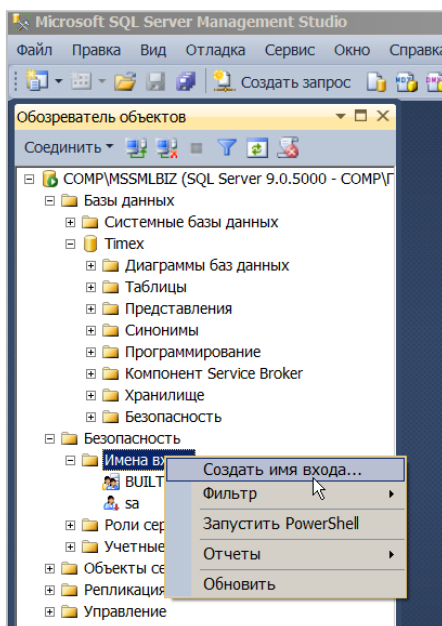 Microsoft SQL Server Management Studio
Файл Правка Вид Отладка Сервис Окно Справка
Создать запрос
Обозреватель объектов
Соединить
COMP\MSSMLBIZ (SQL Server 9.0.5000 - COMP\Г
Базы данных
Системные базы данных
Timex
Диаграммы баз данных
Таблицы
Представления
Синонимы
Программирование
Компонент Service Broker
Хранилище
Безопасность
Безопасность
Имена вх
Создать имя входа...
BUILT
Фильтр
sa
Роли сер
Запустить PowerShell
Учетные
Отчеты
Объекты се
Репликация
Обновить
Управление